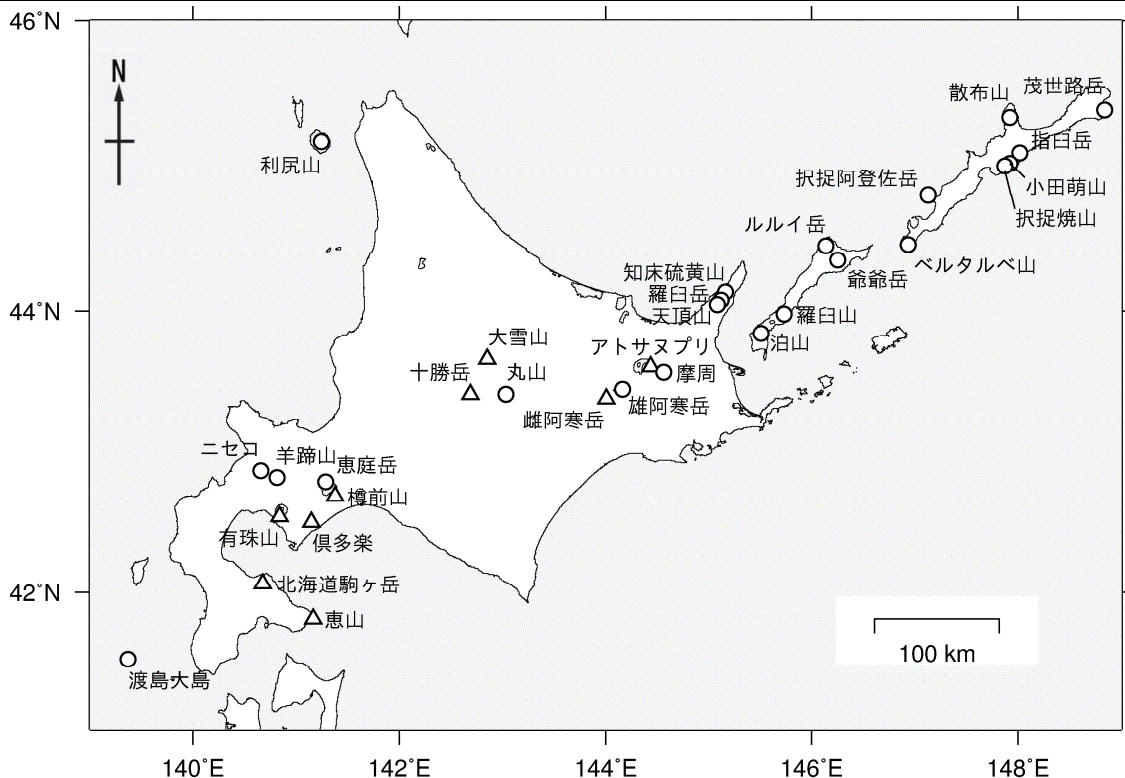 46°N
N
散布山
茂世路岳
利尻山
指臼岳
択捉阿登佐岳
小田萌山
択捉焼山
ルルイ岳
ベルタルベ山
爺爺岳
知床硫黄山
羅臼岳
天頂山
44°N
羅臼山
泊山
大雪山
アトサヌプリ
十勝岳
丸山
摩周
雌阿寒岳
雄阿寒岳
ニセコ
羊蹄山
恵庭岳
樽前山
有珠山
倶多楽
42°N
北海道駒ヶ岳
恵山
100 km
渡島大島
140°E
142°E
144°E
146°E
148°E